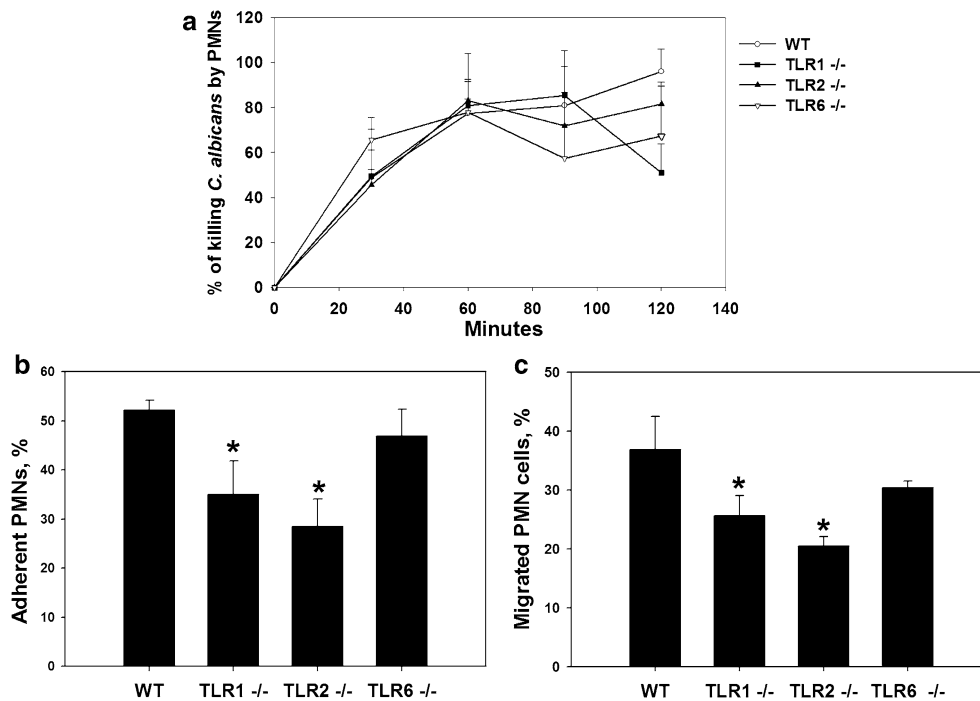 a
% of killing C. albicans by PMNs
120
100
80
60
40
20
0
0 20 40 60 80 100 120 140
Minutes
WT
TLR1 -/-
TLR2 -/-
TLR6 -/-
b
Adherent PMNs, %
60
50
40
30
20
10
0
*
*
WT TLR1 -/- TLR2 -/- TLR6 -/-
c
Migrated PMN cells, %
50
40
30
20
10
0
*
*
WT TLR1 -/- TLR2 -/- TLR6 -/-